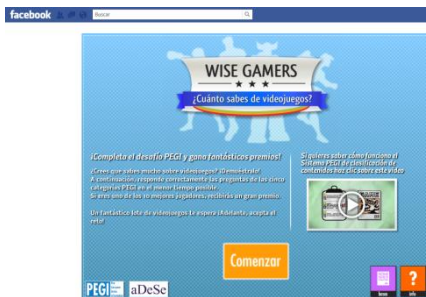 facebook
Buscar
WISE GAMERS
¿Cuánto sabes de videojuegos?
¡Completa el desafío PEGI y gana fantásticos premios!
¿Crees que sabes mucho sobre videojuegos? ¡Demuéstralo!
A continuación, responde correctamente las preguntas de las cinco
categorías PEGI en el menor tiempo posible.
Si eres uno de los 10 mejores jugadores, recibirás un gran premio.
Un fantástico lote de videojuegos te espera ¡Adelante, acepta el
reto!
Si quieres saber cómo funciona el
Sistema PEGI de clasificación de
contenidos haz clic sobre este vídeo
Comenzar
PEGI
aDeSe
bases
?
info